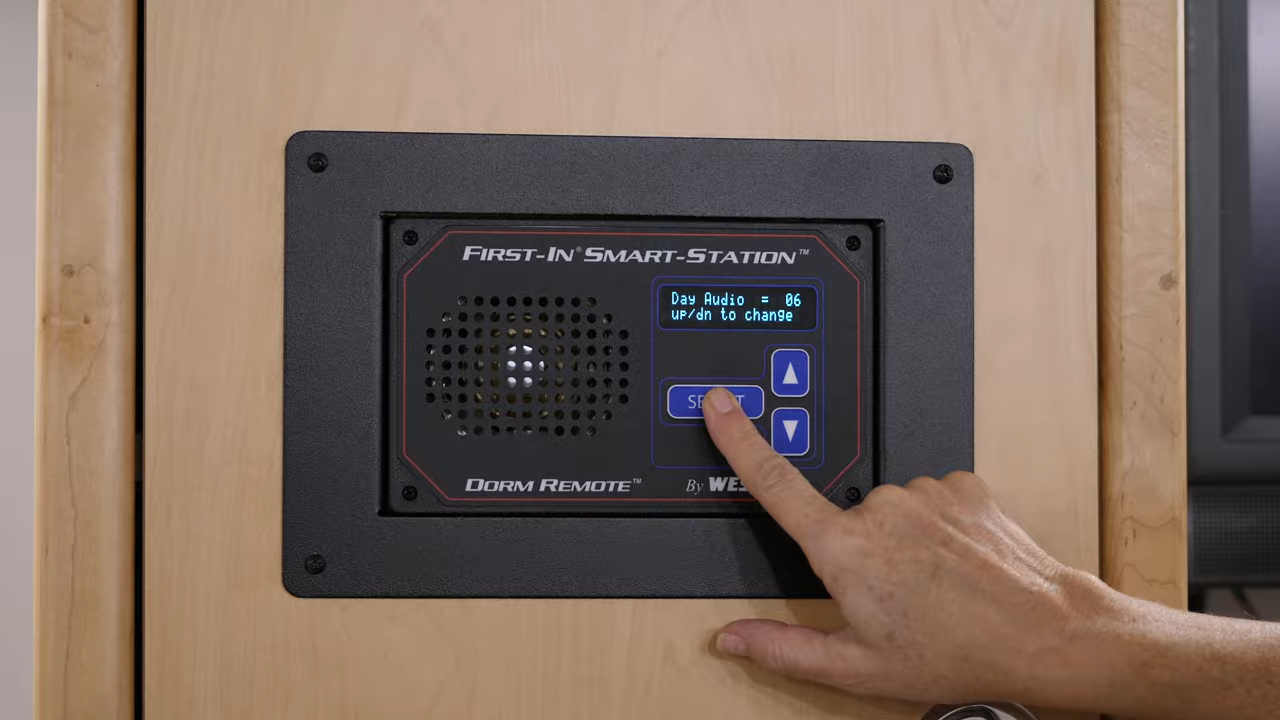 FIRST-IN® SMART-STATION™
Day Audio = 06
up/dn to change
DORM REMOTE™
By